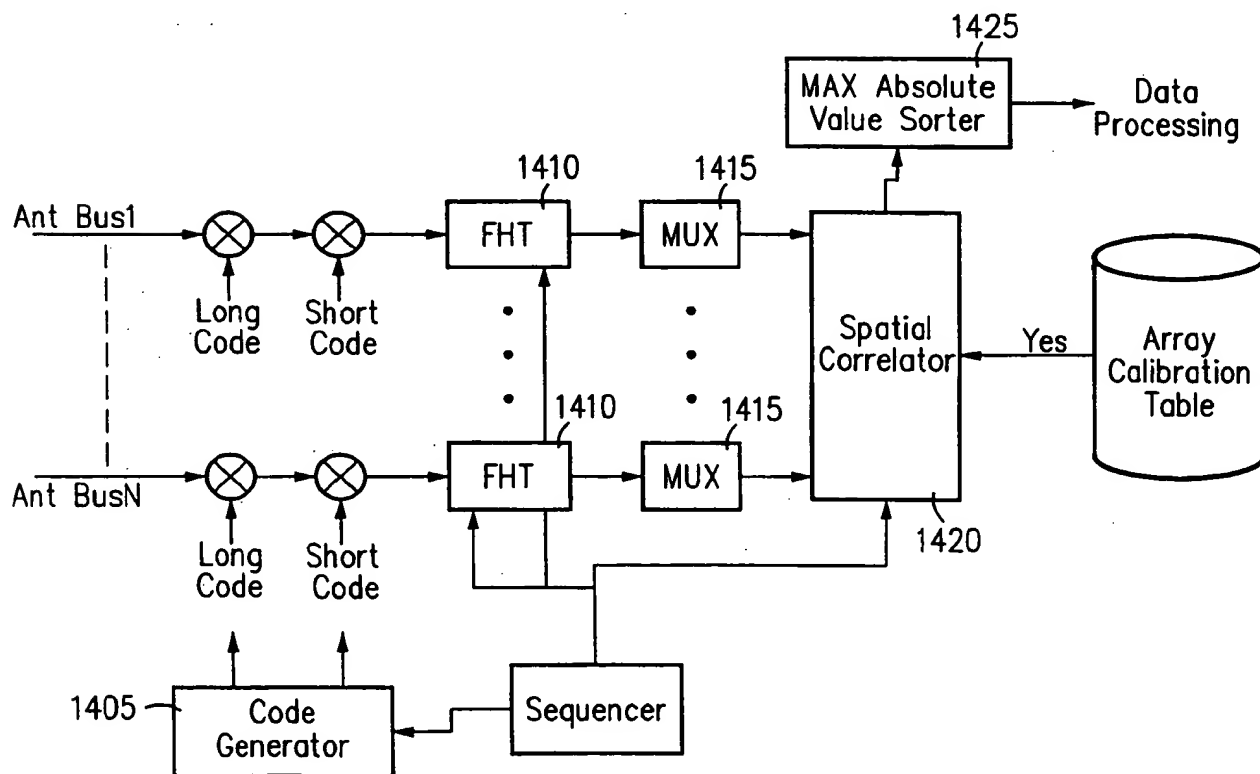 1425
MAX Absolute
Value Sorter
Data
Processing
1410
1415
Ant Bus1
FHT
MUX
Long
Code
Short
Code
Spatial
Correlator
Yes
Array
Calibration
Table
1410
1415
Ant BusN
FHT
MUX
1420
Long
Code
Short
Code
1405
Code
Generator
Sequencer